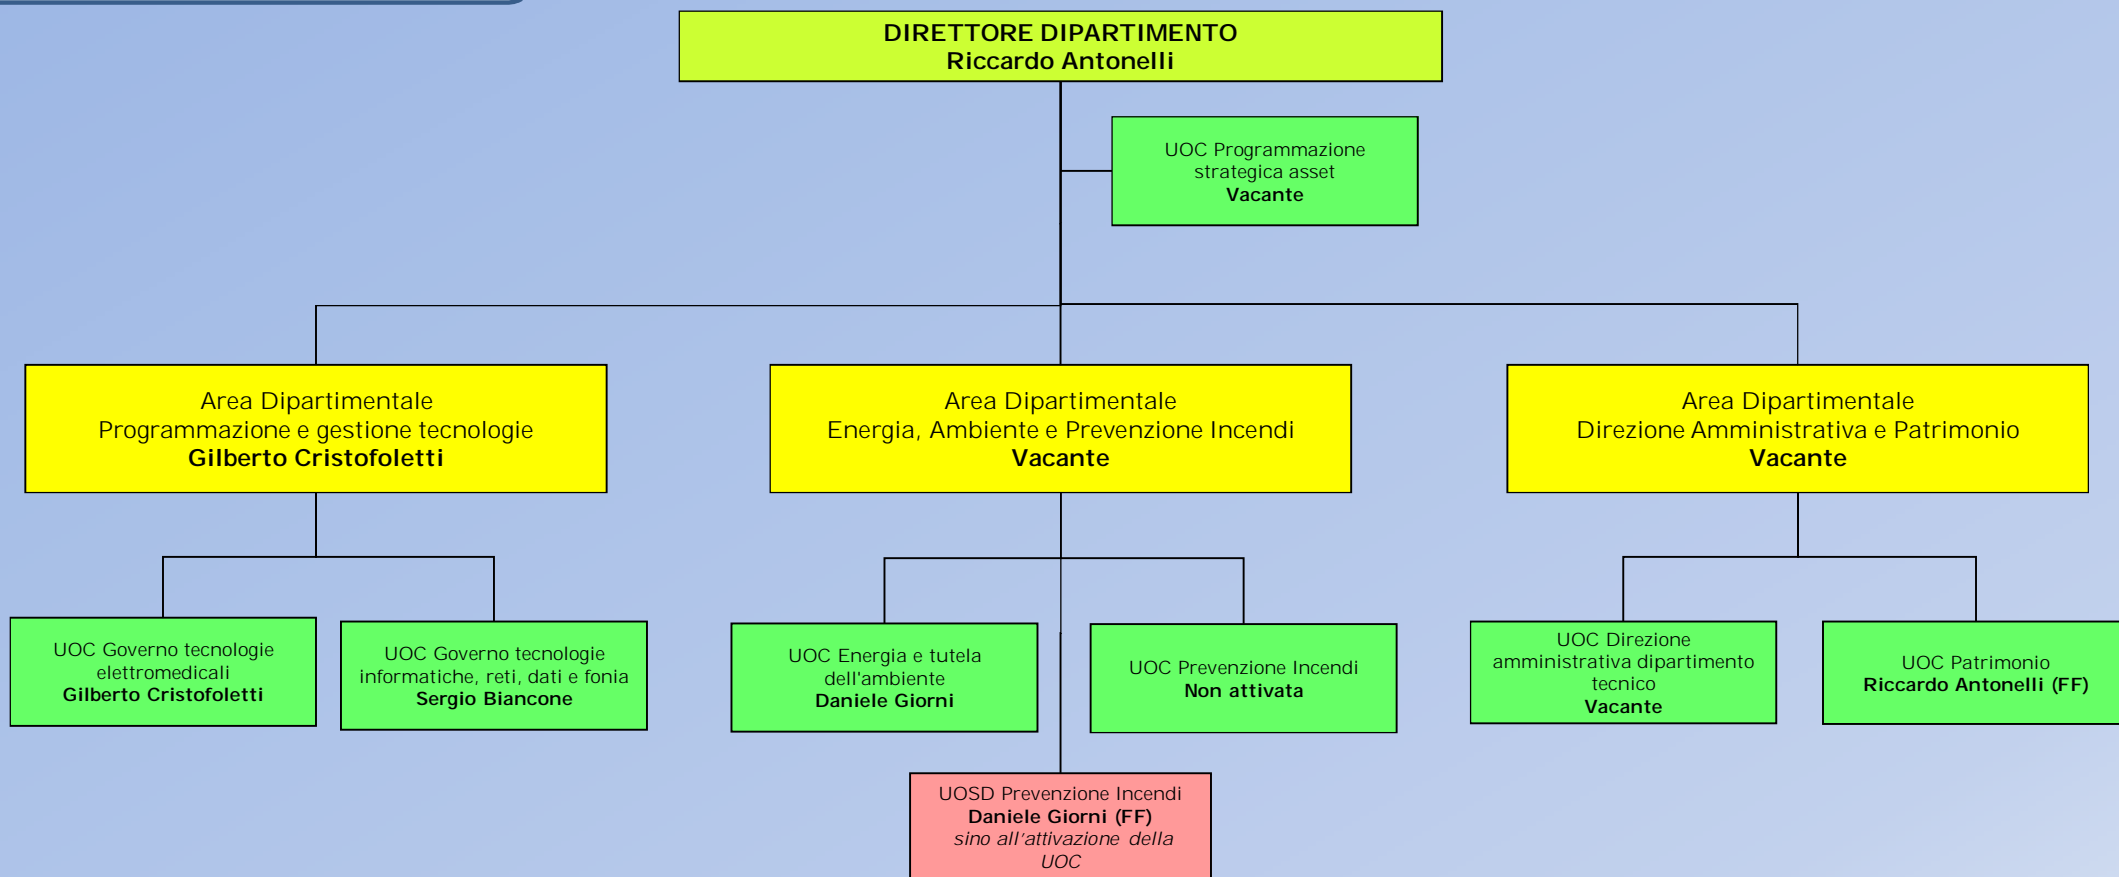 DIRETTORE DIPARTIMENTO
Riccardo Antonelli
UOC Programmazione
strategica asset
Vacante
Area Dipartimentale
Programmazione e gestione tecnologie
Gilberto Cristofoletti
Area Dipartimentale
Energia, Ambiente e Prevenzione Incendi
Vacante
Area Dipartimentale
Direzione Amministrativa e Patrimonio
Vacante
UOC Governo tecnologie
elettromedicali
Gilberto Cristofoletti
UOC Governo tecnologie
informatiche, reti, dati e fonia
Sergio Biancone
UOC Energia e tutela
dell'ambiente
Daniele Giorni
UOC Prevenzione Incendi
Non attivata
UOC Direzione
amministrativa dipartimento
tecnico
Vacante
UOC Patrimonio
Riccardo Antonelli (FF)
UOSD Prevenzione Incendi
Daniele Giorni (FF)
sino all’attivazione della
UOC